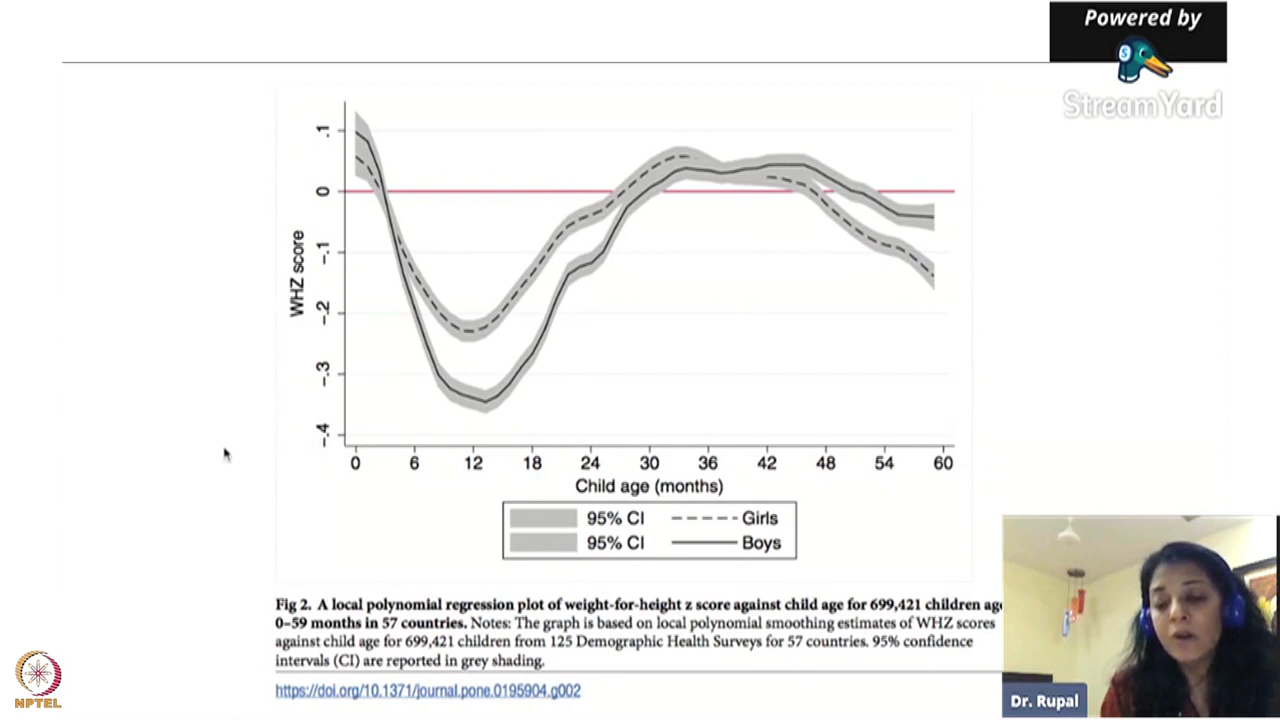 Powered by
S
StreamYard
.1
0
-.1
-.2
-.3
-.4
WHZ score
0 6 12 18 24 30 36 42 48 54 60
Child age (months)
95% CI Girls
95% CI Boys
Fig 2. A local polynomial regression plot of weight-for-height z score against child age for 699,421 children
0–59 months in 57 countries. Notes: The graph is based on local polynomial smoothing estimates of WHZ scores
against child age for 699,421 children from 125 Demographic Health Surveys for 57 countries. 95% confidence
intervals (CI) are reported in grey shading.
https://doi.org/10.1371/journal.pone.0195904.g002
NPTEL
Dr. Rupal